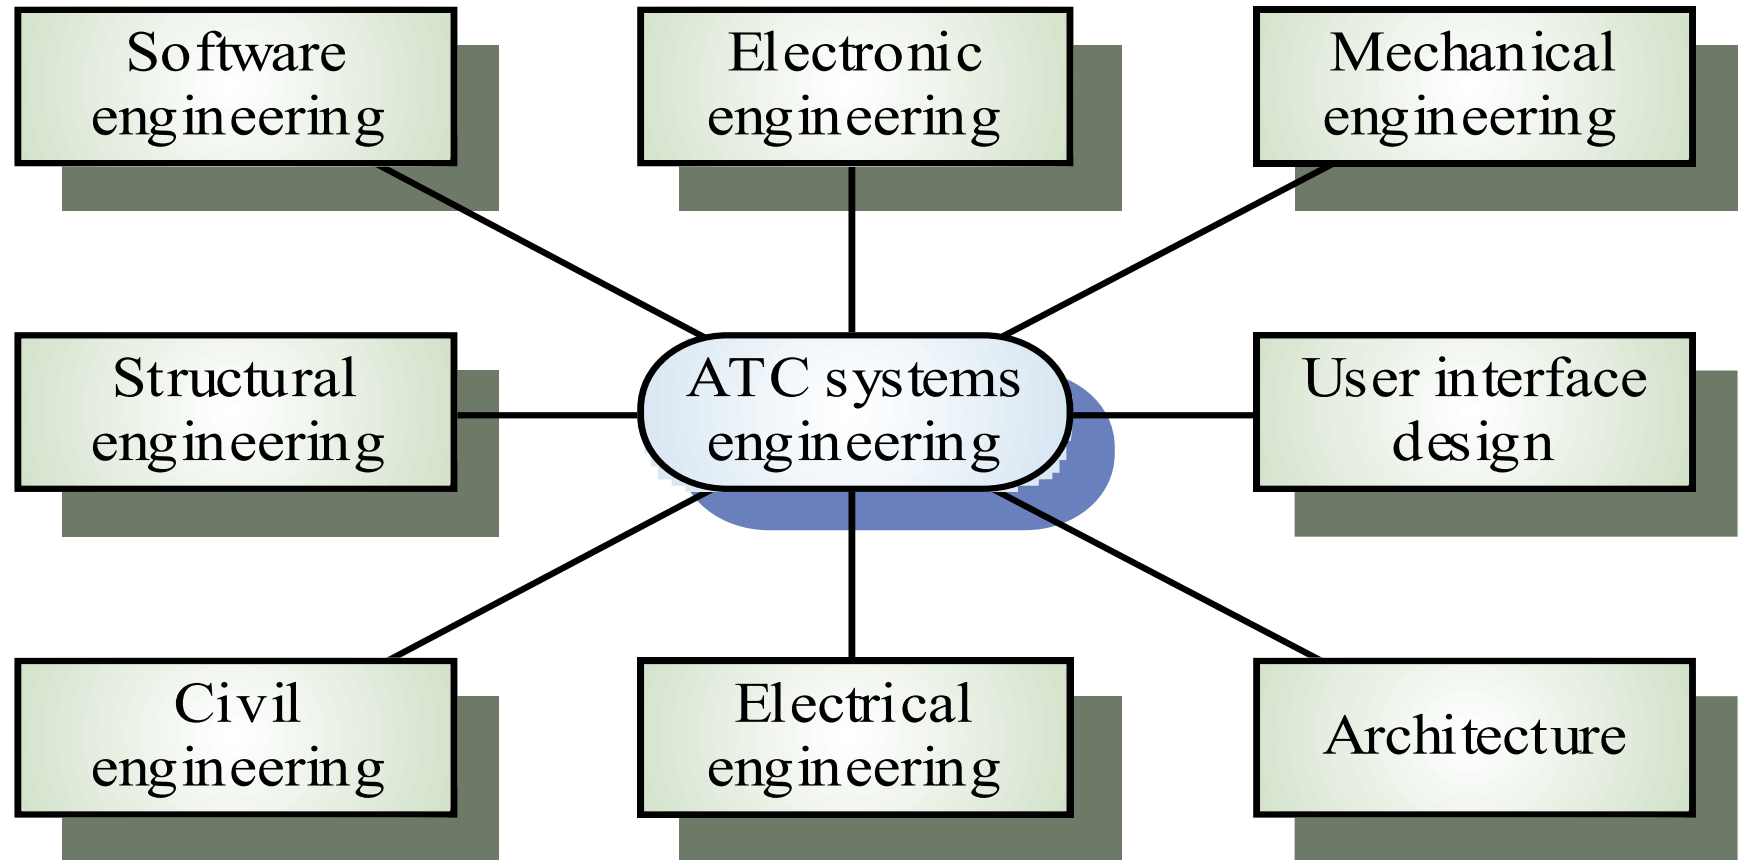 Software
engineering
Electronic
engineering
Mechanical
engineering
Structural
engineering
ATC systems
engineering
User interface
design
Civil
engineering
Electrical
engineering
Architecture